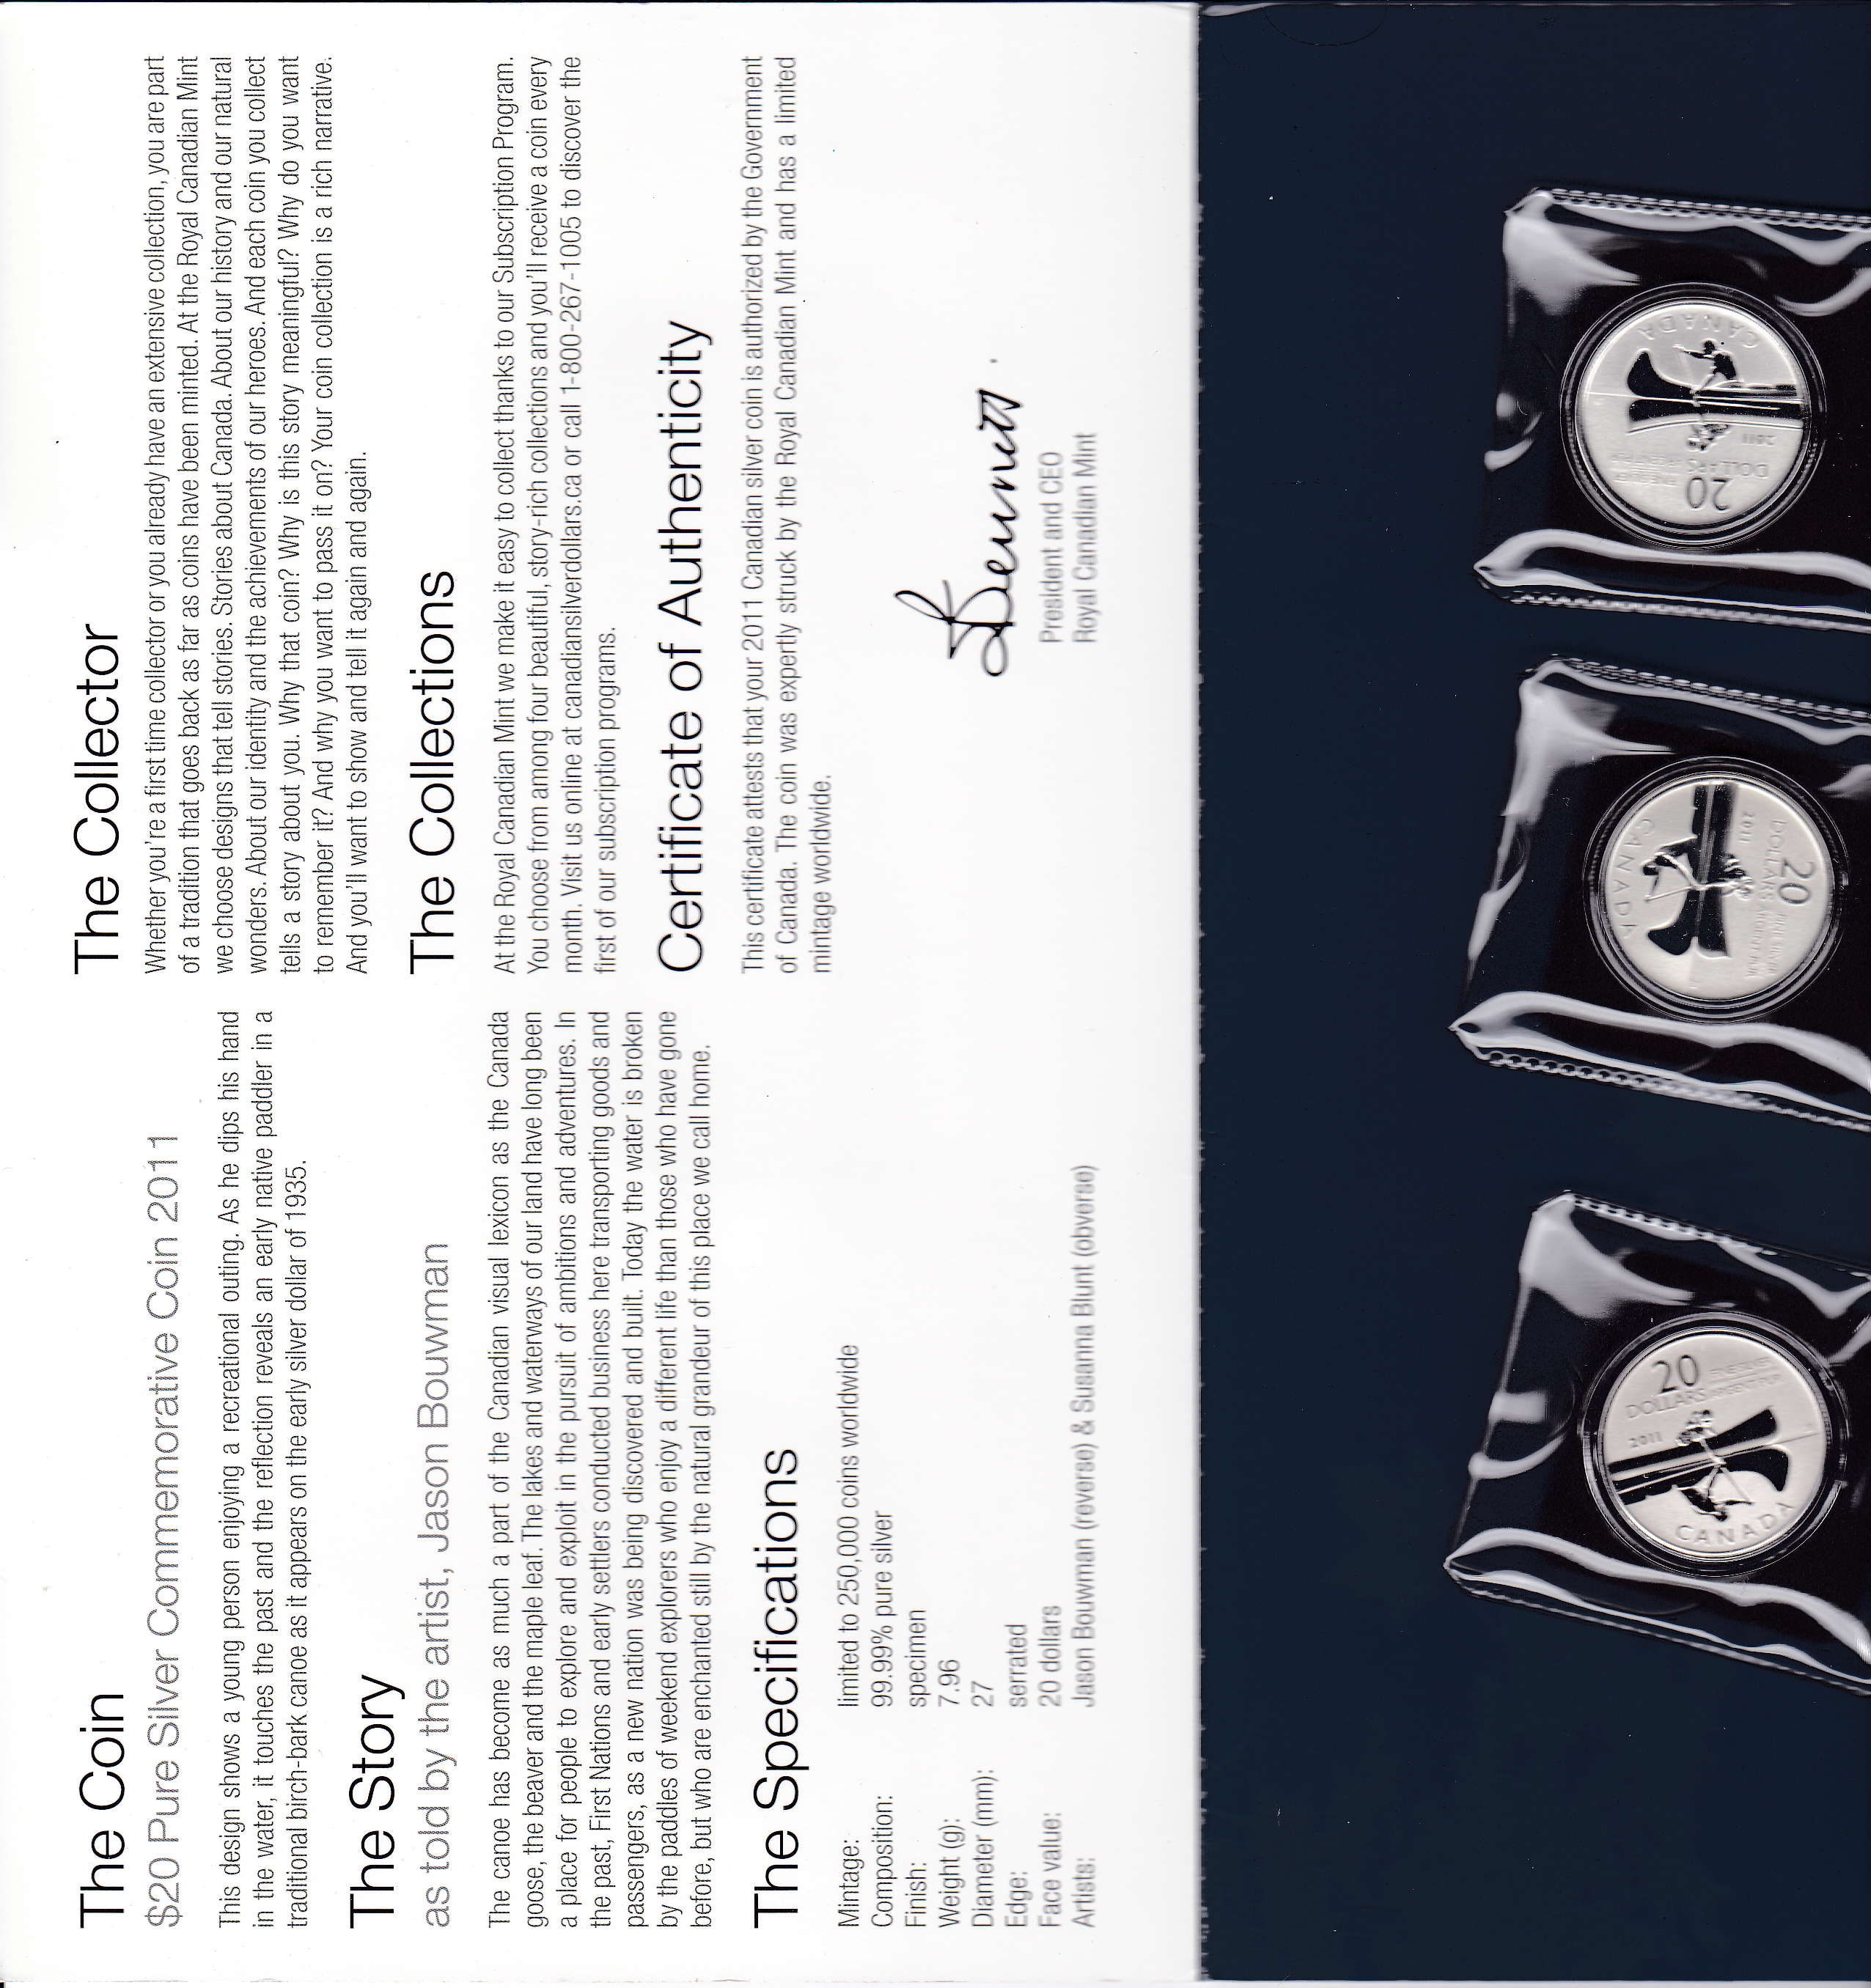 The Coin
$20 Pure Silver Commemorative Coin 2011
This design shows a young person enjoying a recreational outing. As he dips his hand
in the water, it touches the past and the reflection reveals an early native paddler in a
traditional birch-bark canoe as it appears on the early silver dollar of 1935.
The Story
as told by the artist, Jason Bouwman
The canoe has become as much a part of the Canadian visual lexicon as the Canada
goose, the beaver and the maple leaf. The lakes and waterways of our land have long been
a place for people to explore and exploit in the pursuit of ambitions and adventures. In
the past, First Nations and early settlers conducted business here transporting goods and
passengers, as a new nation was being discovered and built. Today the water is broken
by the paddles of weekend explorers who enjoy a different life than those who have gone
before, but who are enchanted still by the natural grandeur of this place we call home.
The Specifications
Mintage: limited to 250,000 coins worldwide
Composition: 99.99% pure silver
Finish: specimen
Weight (g): 7.96
Diameter (mm): 27
Edge: serrated
Face value: 20 dollars
Artists: Jason Bouwman (reverse) & Susanna Blunt (obverse)
The Collector
Whether you're a first time collector or you already have an extensive collection, you are part
of a tradition that goes back as far as coins have been minted. At the Royal Canadian Mint
we choose designs that tell stories. Stories about Canada. About our history and our natural
wonders. About our identity and the achievements of our heroes. And each coin you collect
tells a story about you. Why that coin? Why is this story meaningful? Why do you want
to remember it? And why you want to pass it on? Your coin collection is a rich narrative.
And you'll want to show and tell it again and again.
The Collections
At the Royal Canadian Mint we make it easy to collect thanks to our Subscription Program.
You choose from among four beautiful, story-rich collections and you'll receive a coin every
month. Visit us online at canadiansilverdollars.ca or call 1-800-267-1005 to discover the
first of our subscription programs.
Certificate of Authenticity
This certificate attests that your 2011 Canadian silver coin is authorized by the Government
of Canada. The coin was expertly struck by the Royal Canadian Mint and has a limited
mintage worldwide.
President and CEO
Royal Canadian Mint
20
DOLLARS
FINE SILVER
ARGENT PUR
2011
CANADA
20
DOLLARS
FINE SILVER
ARGENT PUR
2011
CANADA
20
DOLLARS
2011
CANADA